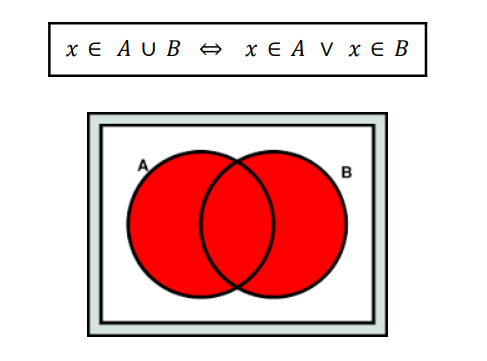 x ∈ A ∪ B ⇔ x ∈ A ∨ x ∈ B
A
B